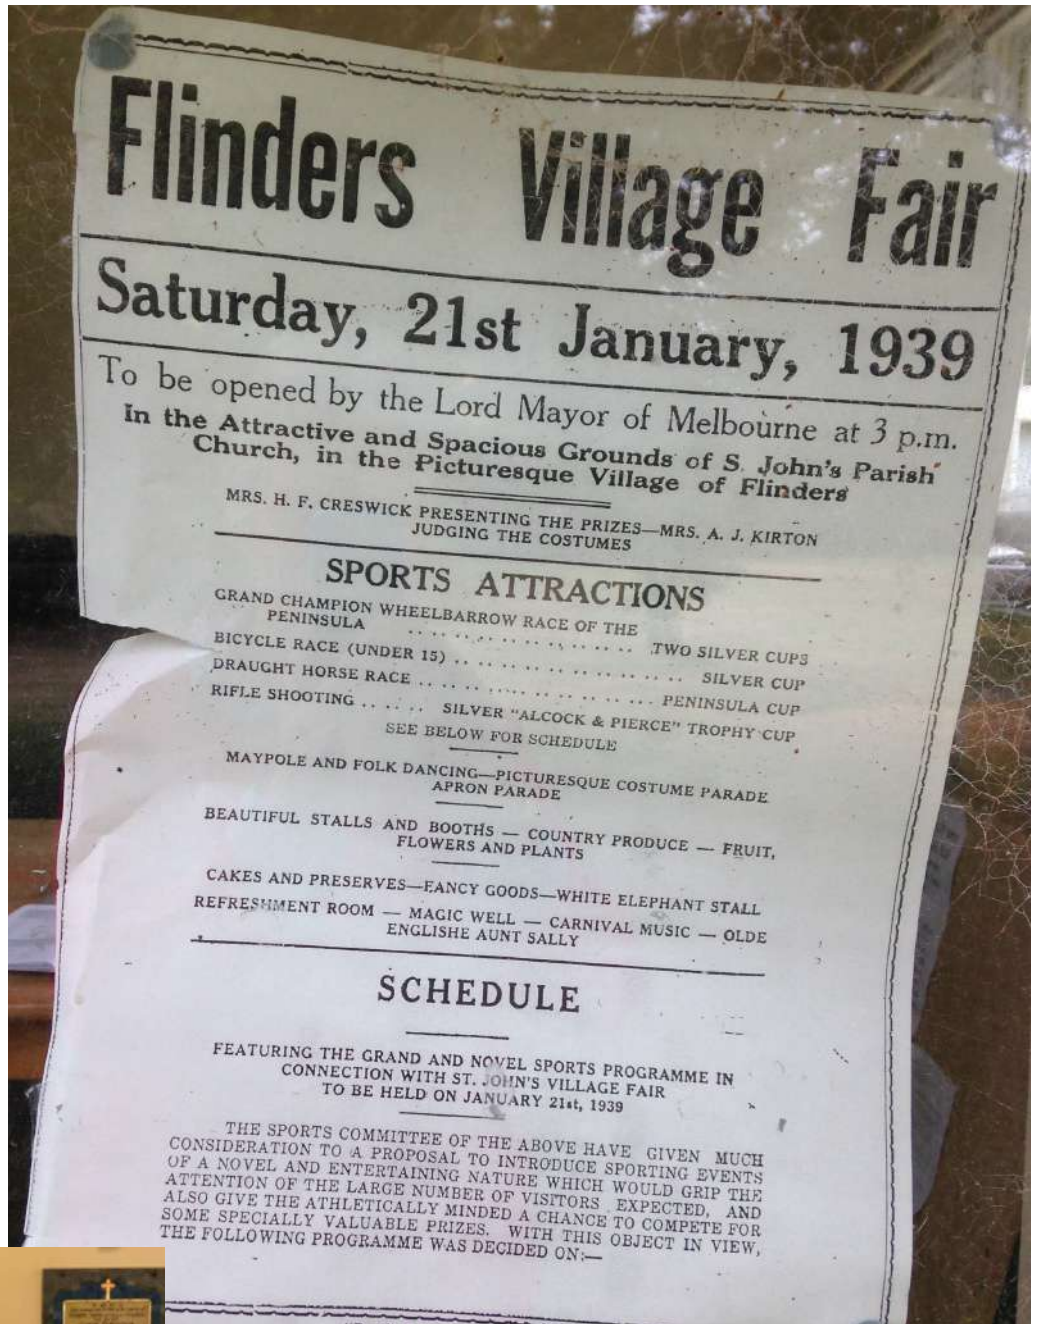 Flinders Village Fair
Saturday, 21st January, 1939
To be opened by the Lord Mayor of Melbourne at 3 p.m.
In the Attractive and Spacious Grounds of S. John's Parish
Church, in the Picturesque Village of Flinders
MRS. H. F. CRESWICK PRESENTING THE PRIZES—MRS. A. J. KIRTON
JUDGING THE COSTUMES
SPORTS ATTRACTIONS
GRAND CHAMPION WHEELBARROW RACE OF THE
PENINSULA .. .. .. .. .. .. .. .. .. .. TWO SILVER CUPS
BICYCLE RACE (UNDER 15) .. .. .. .. .. .. .. .. .. .. SILVER CUP
DRAUGHT HORSE RACE .. .. .. .. .. .. .. .. .. .. PENINSULA CUP
RIFLE SHOOTING .. .. .. SILVER "ALCOCK & PIERCE" TROPHY CUP
SEE BELOW FOR SCHEDULE
MAYPOLE AND FOLK DANCING—PICTURESQUE COSTUME PARADE
APRON PARADE
BEAUTIFUL STALLS AND BOOTHS — COUNTRY PRODUCE — FRUIT,
FLOWERS AND PLANTS
CAKES AND PRESERVES—FANCY GOODS—WHITE ELEPHANT STALL
REFRESHMENT ROOM — MAGIC WELL — CARNIVAL MUSIC — OLDE
ENGLISHE AUNT SALLY
SCHEDULE
FEATURING THE GRAND AND NOVEL SPORTS PROGRAMME IN
CONNECTION WITH ST. JOHN'S VILLAGE FAIR
TO BE HELD ON JANUARY 21st, 1939
THE SPORTS COMMITTEE OF THE ABOVE HAVE GIVEN MUCH
CONSIDERATION TO A PROPOSAL TO INTRODUCE SPORTING EVENTS
OF A NOVEL AND ENTERTAINING NATURE WHICH WOULD GRIP THE
ATTENTION OF THE LARGE NUMBER OF VISITORS EXPECTED, AND
ALSO GIVE THE ATHLETICALLY MINDED A CHANCE TO COMPETE FOR
SOME SPECIALLY VALUABLE PRIZES. WITH THIS OBJECT IN VIEW,
THE FOLLOWING PROGRAMME WAS DECIDED ON:—